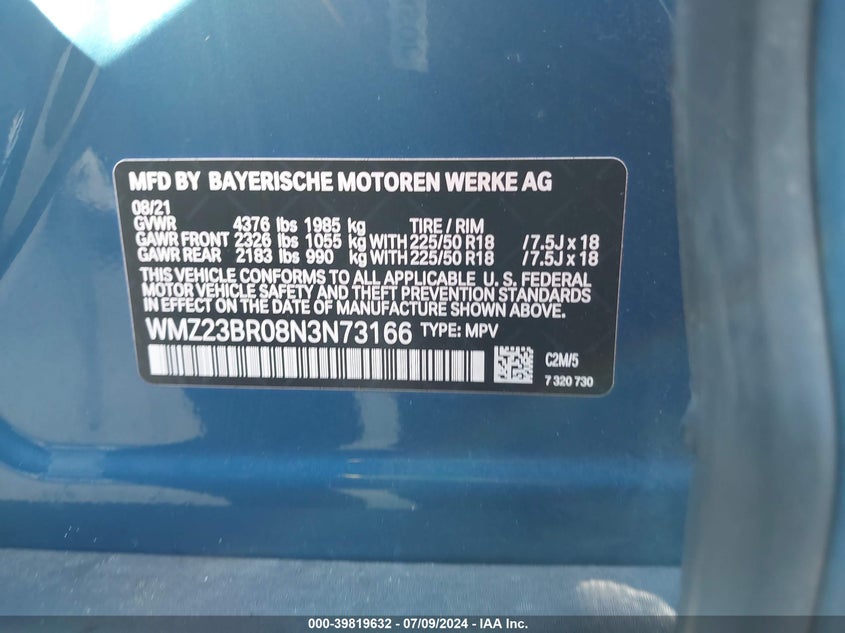 MFD BY BAYERISCHE MOTOREN WERKE AG
08/21
GVWR 4376 lbs 1985 kg TIRE / RIM
GAWR FRONT 2326 lbs 1055 kg WITH 225/50 R18 / 7.5J x 18
GAWR REAR 2183 lbs 990 kg WITH 225/50 R18 / 7.5J x 18
THIS VEHICLE CONFORMS TO ALL APPLICABLE U. S. FEDERAL
MOTOR VEHICLE SAFETY AND THEFT PREVENTION STANDARDS
IN EFFECT ON THE DATE OF MANUFACTURE SHOWN ABOVE.
WMZ23BR08N3N73166 TYPE: MPV
C2M/5
7 320 730
000-39819632 / 07/09/2024 - IAA Inc.